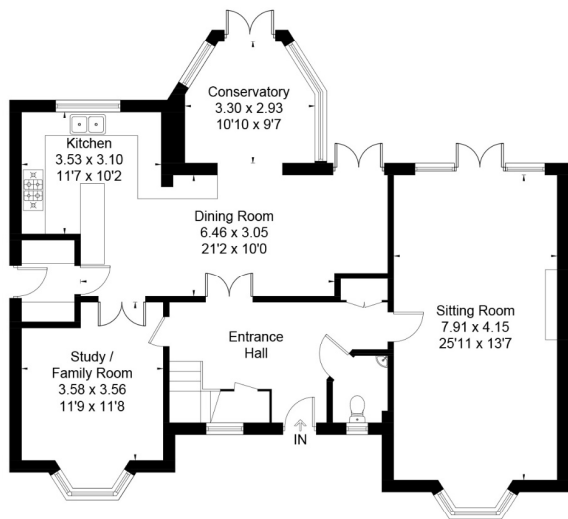 Conservatory
3.30 x 2.93
10'10 x 9'7
Kitchen
3.53 x 3.10
11'7 x 10'2
Dining Room
6.46 x 3.05
21'2 x 10'0
Sitting Room
7.91 x 4.15
25'11 x 13'7
Entrance
Hall
Study /
Family Room
3.58 x 3.56
11'9 x 11'8
IN